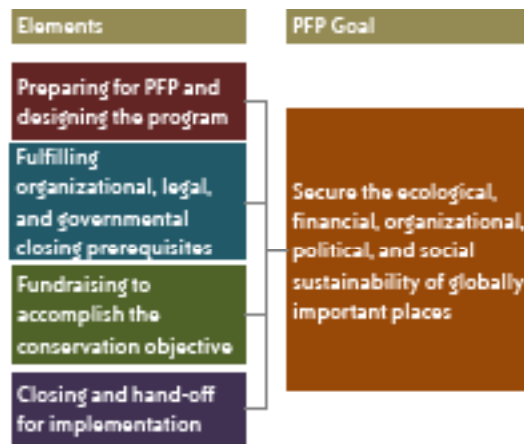 Elements
PFP Goal
Preparing for PFP and
designing the program
Fulfilling
organizational, legal,
and governmental
closing prerequisites
Fundraising to
accomplish the
conservation objective
Closing and hand-off
for implementation
Secure the ecological,
financial, organizational,
political, and social
sustainability of globally
important places